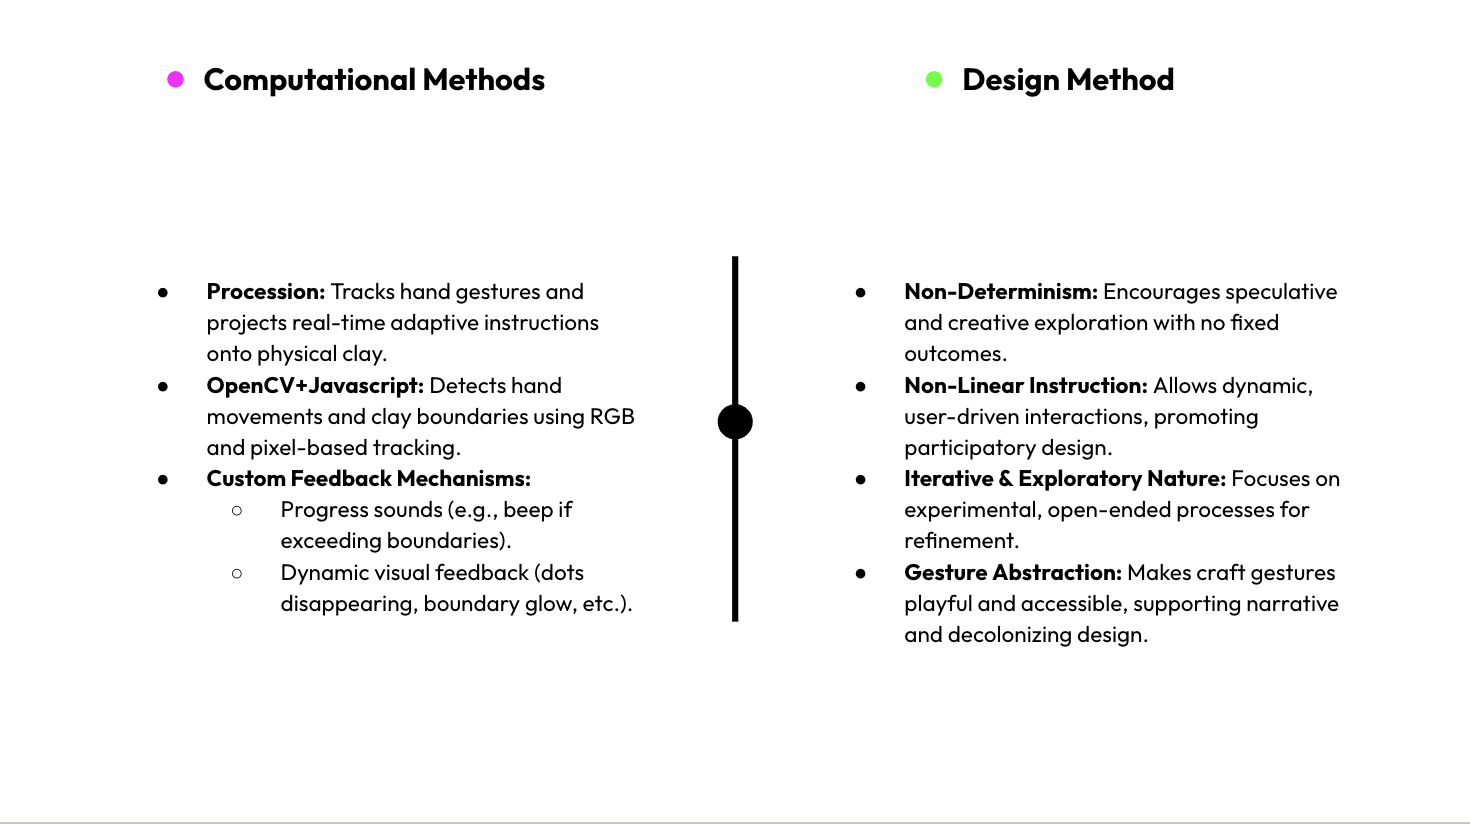 Computational Methods
● Procession: Tracks hand gestures and
projects real-time adaptive instructions
onto physical clay.
● OpenCV+Javascript: Detects hand
movements and clay boundaries using RGB
and pixel-based tracking.
● Custom Feedback Mechanisms:
○ Progress sounds (e.g., beep if
exceeding boundaries).
○ Dynamic visual feedback (dots
disappearing, boundary glow, etc.).
Design Method
● Non-Determinism: Encourages speculative
and creative exploration with no fixed
outcomes.
● Non-Linear Instruction: Allows dynamic,
user-driven interactions, promoting
participatory design.
● Iterative & Exploratory Nature: Focuses on
experimental, open-ended processes for
refinement.
● Gesture Abstraction: Makes craft gestures
playful and accessible, supporting narrative
and decolonizing design.